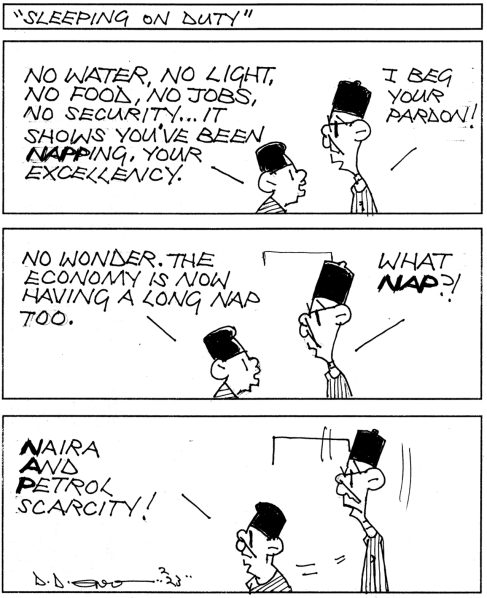 "SLEEPING ON DUTY"
NO WATER, NO LIGHT,
NO FOOD, NO JOBS,
NO SECURITY... IT
SHOWS YOU'VE BEEN
NAPPING, YOUR
EXCELLENCY.
I BEG
YOUR
PARDON!
NO WONDER. THE
ECONOMY IS NOW
HAVING A LONG NAP
TOO.
WHAT
NAP?!
NAIRA
AND
PETROL
SCARCITY!